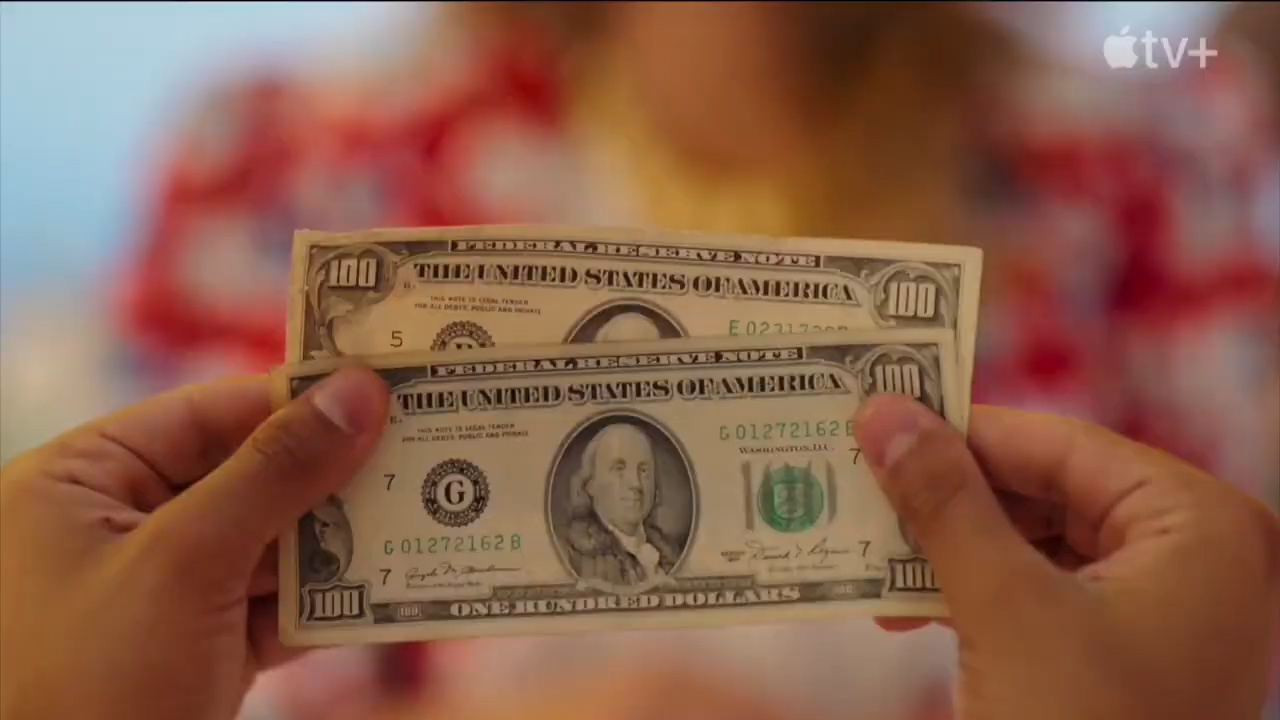 tv+
FEDERAL RESERVE NOTE
100
THE UNITED STATES OF AMERICA
100
THIS NOTE IS LEGAL TENDER
FOR ALL DEBTS, PUBLIC AND PRIVATE
5
FEDERAL RESERVE NOTE
100
THE UNITED STATES OF AMERICA
THIS NOTE IS LEGAL TENDER
FOR ALL DEBTS, PUBLIC AND PRIVATE
G 01272162 B
WASHINGTON, D.C.
7
7
G
G 01272162 B
7
7
100
100
100
ONE HUNDRED DOLLARS